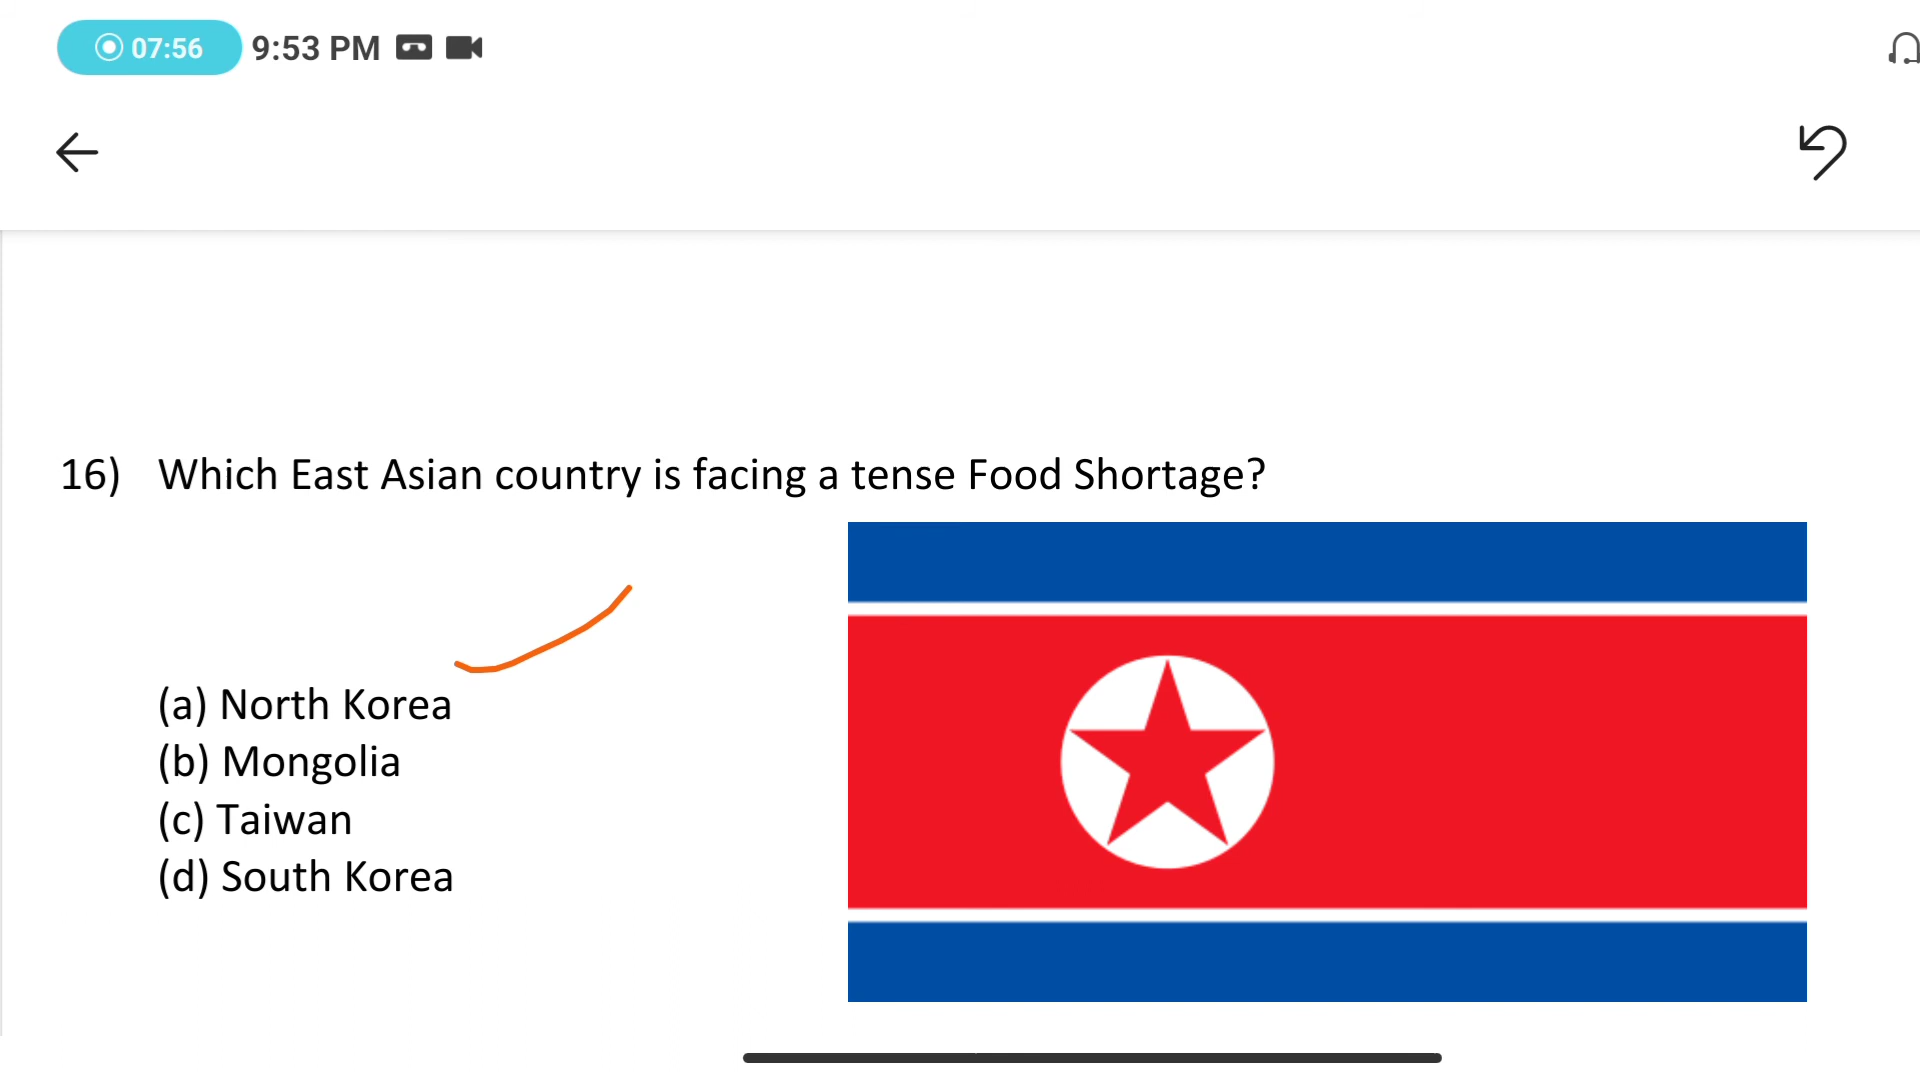 07:56 9:53 PM
16) Which East Asian country is facing a tense Food Shortage?
(a) North Korea
(b) Mongolia
(c) Taiwan
(d) South Korea